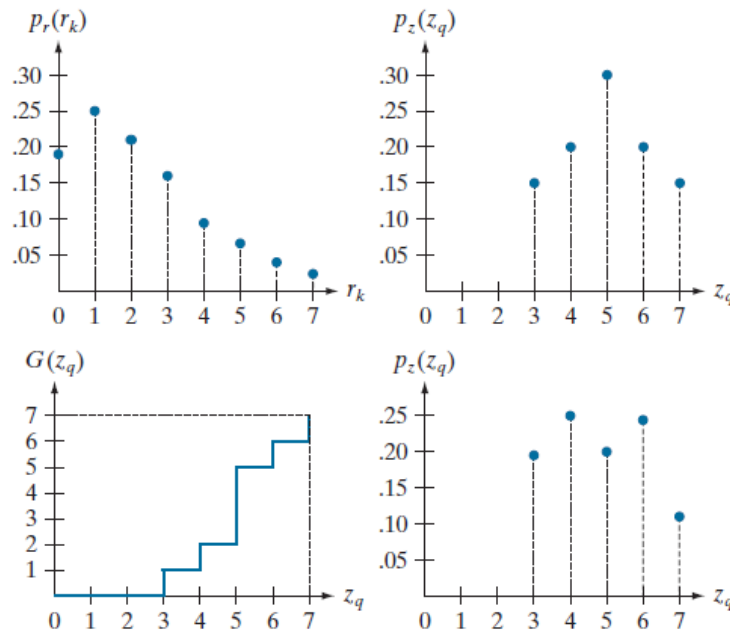 p_r(r_k)
.30
.25
.20
.15
.10
.05
0 1 2 3 4 5 6 7
r_k
p_z(z_q)
.30
.25
.20
.15
.10
.05
0 1 2 3 4 5 6 7
z_q
G(z_q)
7
6
5
4
3
2
1
0 1 2 3 4 5 6 7
z_q
p_z(z_q)
.25
.20
.15
.10
.05
0 1 2 3 4 5 6 7
z_q